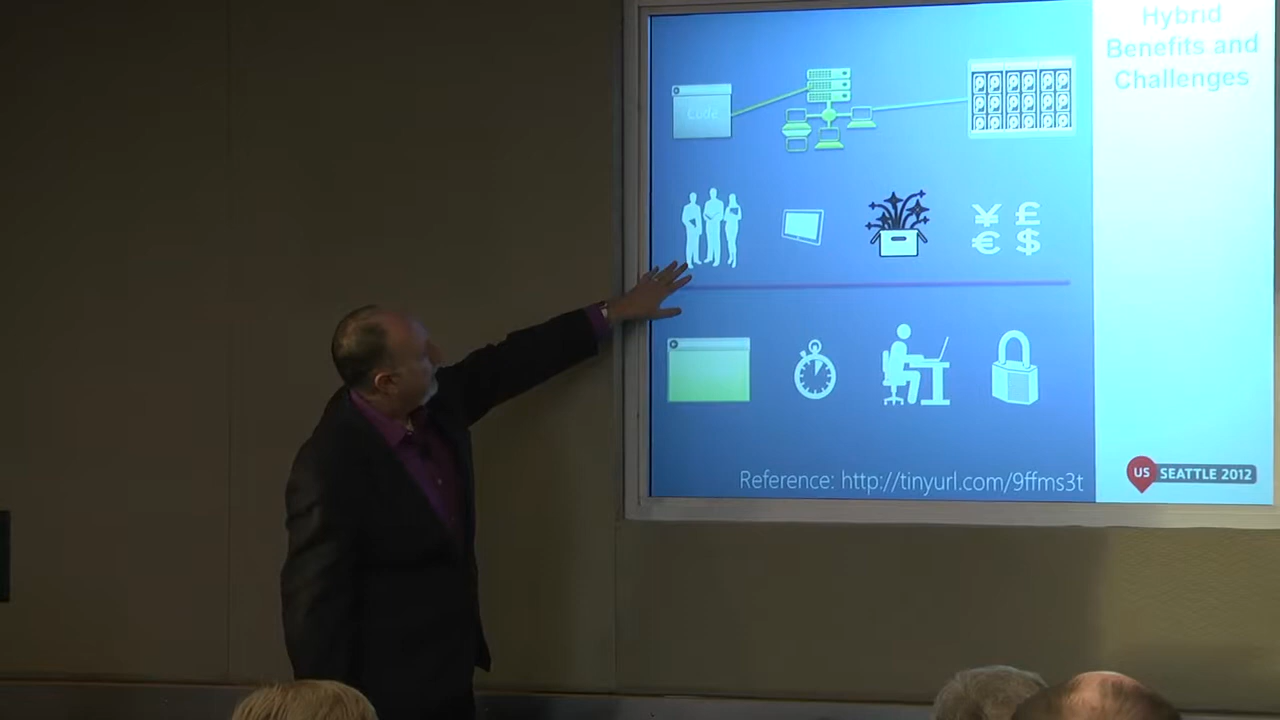 Hybrid
Benefits and
Challenges
Code
¥ £
€ $
Reference: http://tinyurl.com/9ffms3t
US SEATTLE 2012